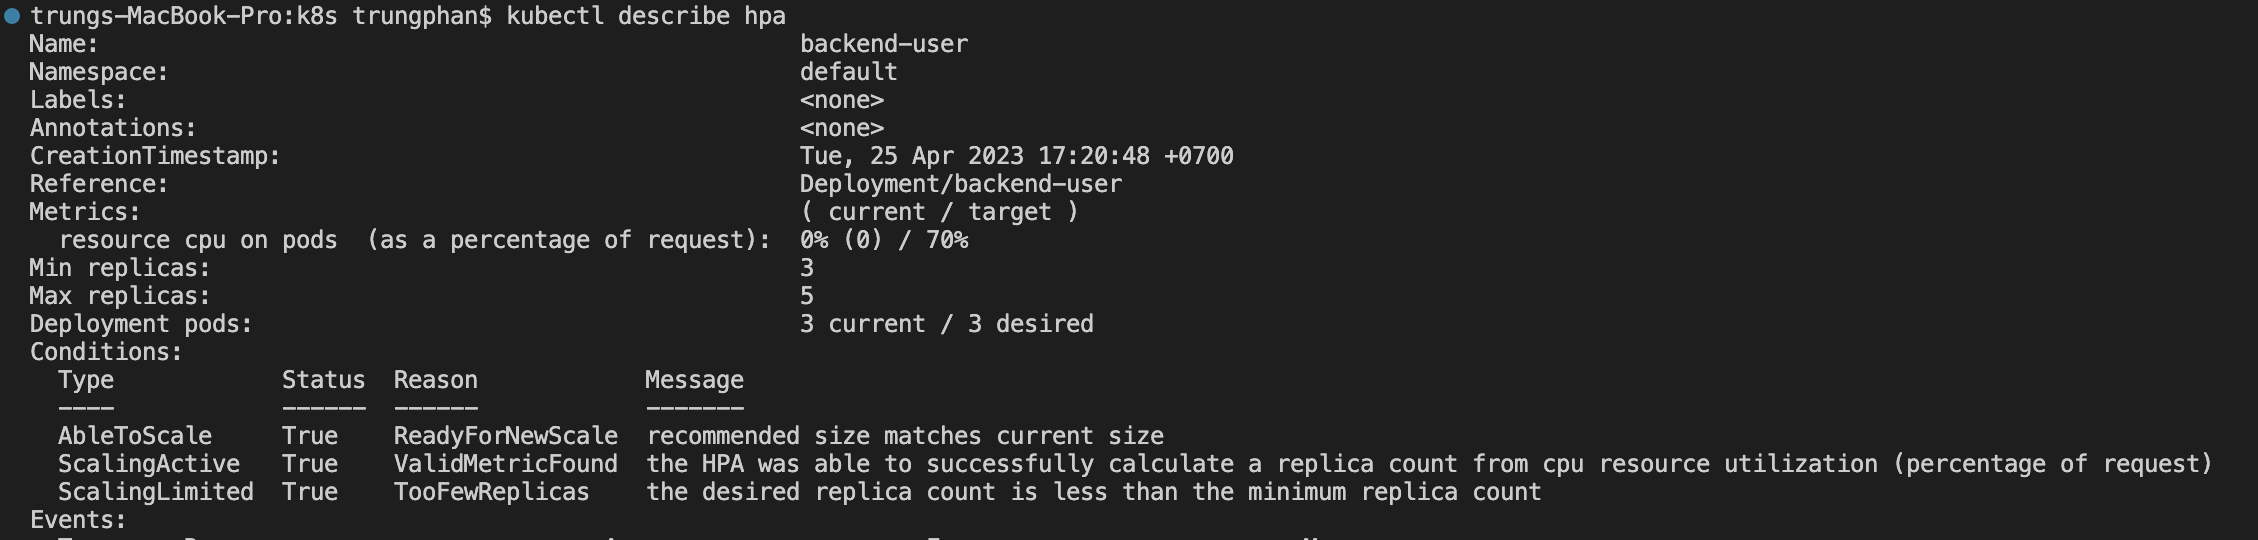 trungs-MacBook-Pro:k8s trungphan$ kubectl describe hpa
Name: backend-user
Namespace: default
Labels: <none>
Annotations: <none>
CreationTimestamp: Tue, 25 Apr 2023 17:20:48 +0700
Reference: Deployment/backend-user
Metrics: ( current / target )
resource cpu on pods (as a percentage of request): 0% (0) / 70%
Min replicas: 3
Max replicas: 5
Deployment pods: 3 current / 3 desired
Conditions:
Type Status Reason Message
---- ------ ------ -------
AbleToScale True ReadyForNewScale recommended size matches current size
ScalingActive True ValidMetricFound the HPA was able to successfully calculate a replica count from cpu resource utilization (percentage of request)
ScalingLimited True TooFewReplicas the desired replica count is less than the minimum replica count
Events: